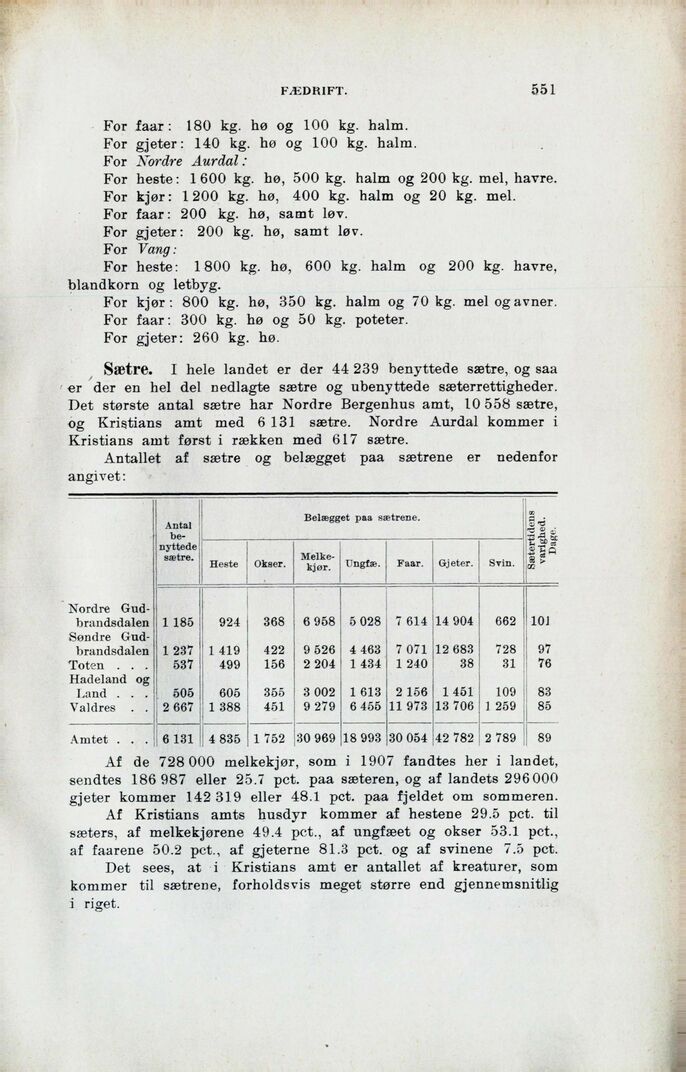 FÆDRIFT. 551
For faar: 180 kg. hø og 100 kg. halm.
For gjeter: 140 kg. hø og 100 kg. halm.
For Nordre Aurdal:
For heste: 1 600 kg. hø, 500 kg. halm og 200 kg. mel, havre.
For kjør: 1 200 kg. hø, 400 kg. halm og 20 kg. mel.
For faar: 200 kg. hø, samt løv.
For gjeter: 200 kg. hø, samt løv.
For Vang:
For heste: 1 800 kg. hø, 600 kg. halm og 200 kg. havre,
blandkorn og letbyg.
For kjør: 800 kg. hø, 350 kg. halm og 70 kg. mel og avner.
For faar: 300 kg. hø og 50 kg. poteter.
For gjeter: 260 kg. hø.
Sætre. I hele landet er der 44 239 benyttede sætre, og saa
er der en hel del nedlagte sætre og ubenyttede sæterrettigheder.
Det største antal sætre har Nordre Bergenhus amt, 10 558 sætre,
og Kristians amt med 6 131 sætre. Nordre Aurdal kommer i
Kristians amt først i rækken med 617 sætre.
Antallet af sætre og belægget paa sætrene er nedenfor
angivet:
Antal
be-
nyttede
sætre.
Belægget paa sætrene.
Sætertidens
varighed.
Dage.
Heste Okser. Melke-
kjør. Ungfæ. Faar. Gjeter. Svin.
Nordre Gud-
brandsdalen 1 185 924 368 6 958 5 028 7 614 14 904 662 101
Søndre Gud-
brandsdalen 1 237 1 419 422 9 526 4 463 7 071 12 683 728 97
Toten . . . 537 499 156 2 204 1 434 1 240 38 31 76
Hadeland og
Land . . . 505 605 355 3 002 1 613 2 156 1 451 109 83
Valdres . . 2 667 1 388 451 9 279 6 455 11 973 13 706 1 259 85
Amtet . . . 6 131 4 835 1 752 30 969 18 993 30 054 42 782 2 789 89
Af de 728 000 melkekjør, som i 1907 fandtes her i landet,
sendtes 186 987 eller 25.7 pct. paa sæteren, og af landets 296 000
gjeter kommer 142 319 eller 48.1 pct. paa fjeldet om sommeren.
Af Kristians amts husdyr kommer af hestene 29.5 pct. til
sæters, af melkekjørene 49.4 pct., af ungfæet og okser 53.1 pct.,
af faarene 50.2 pct., af gjeterne 81.3 pct. og af svinene 7.5 pct.
Det sees, at i Kristians amt er antallet af kreaturer, som
kommer til sætrene, forholdsvis meget større end gjennemsnitlig
i riget.